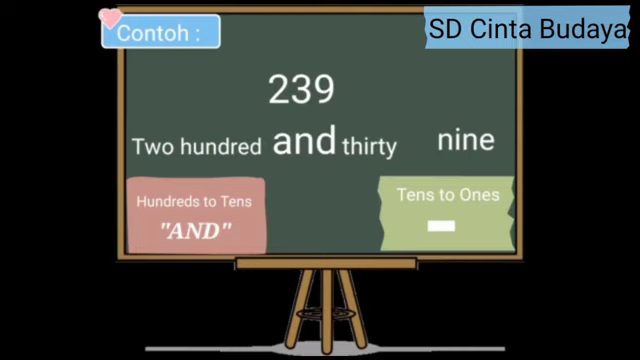 Contoh :
SD Cinta Budaya
239
Two hundred and thirty nine
Hundreds to Tens
"AND"
Tens to Ones
-